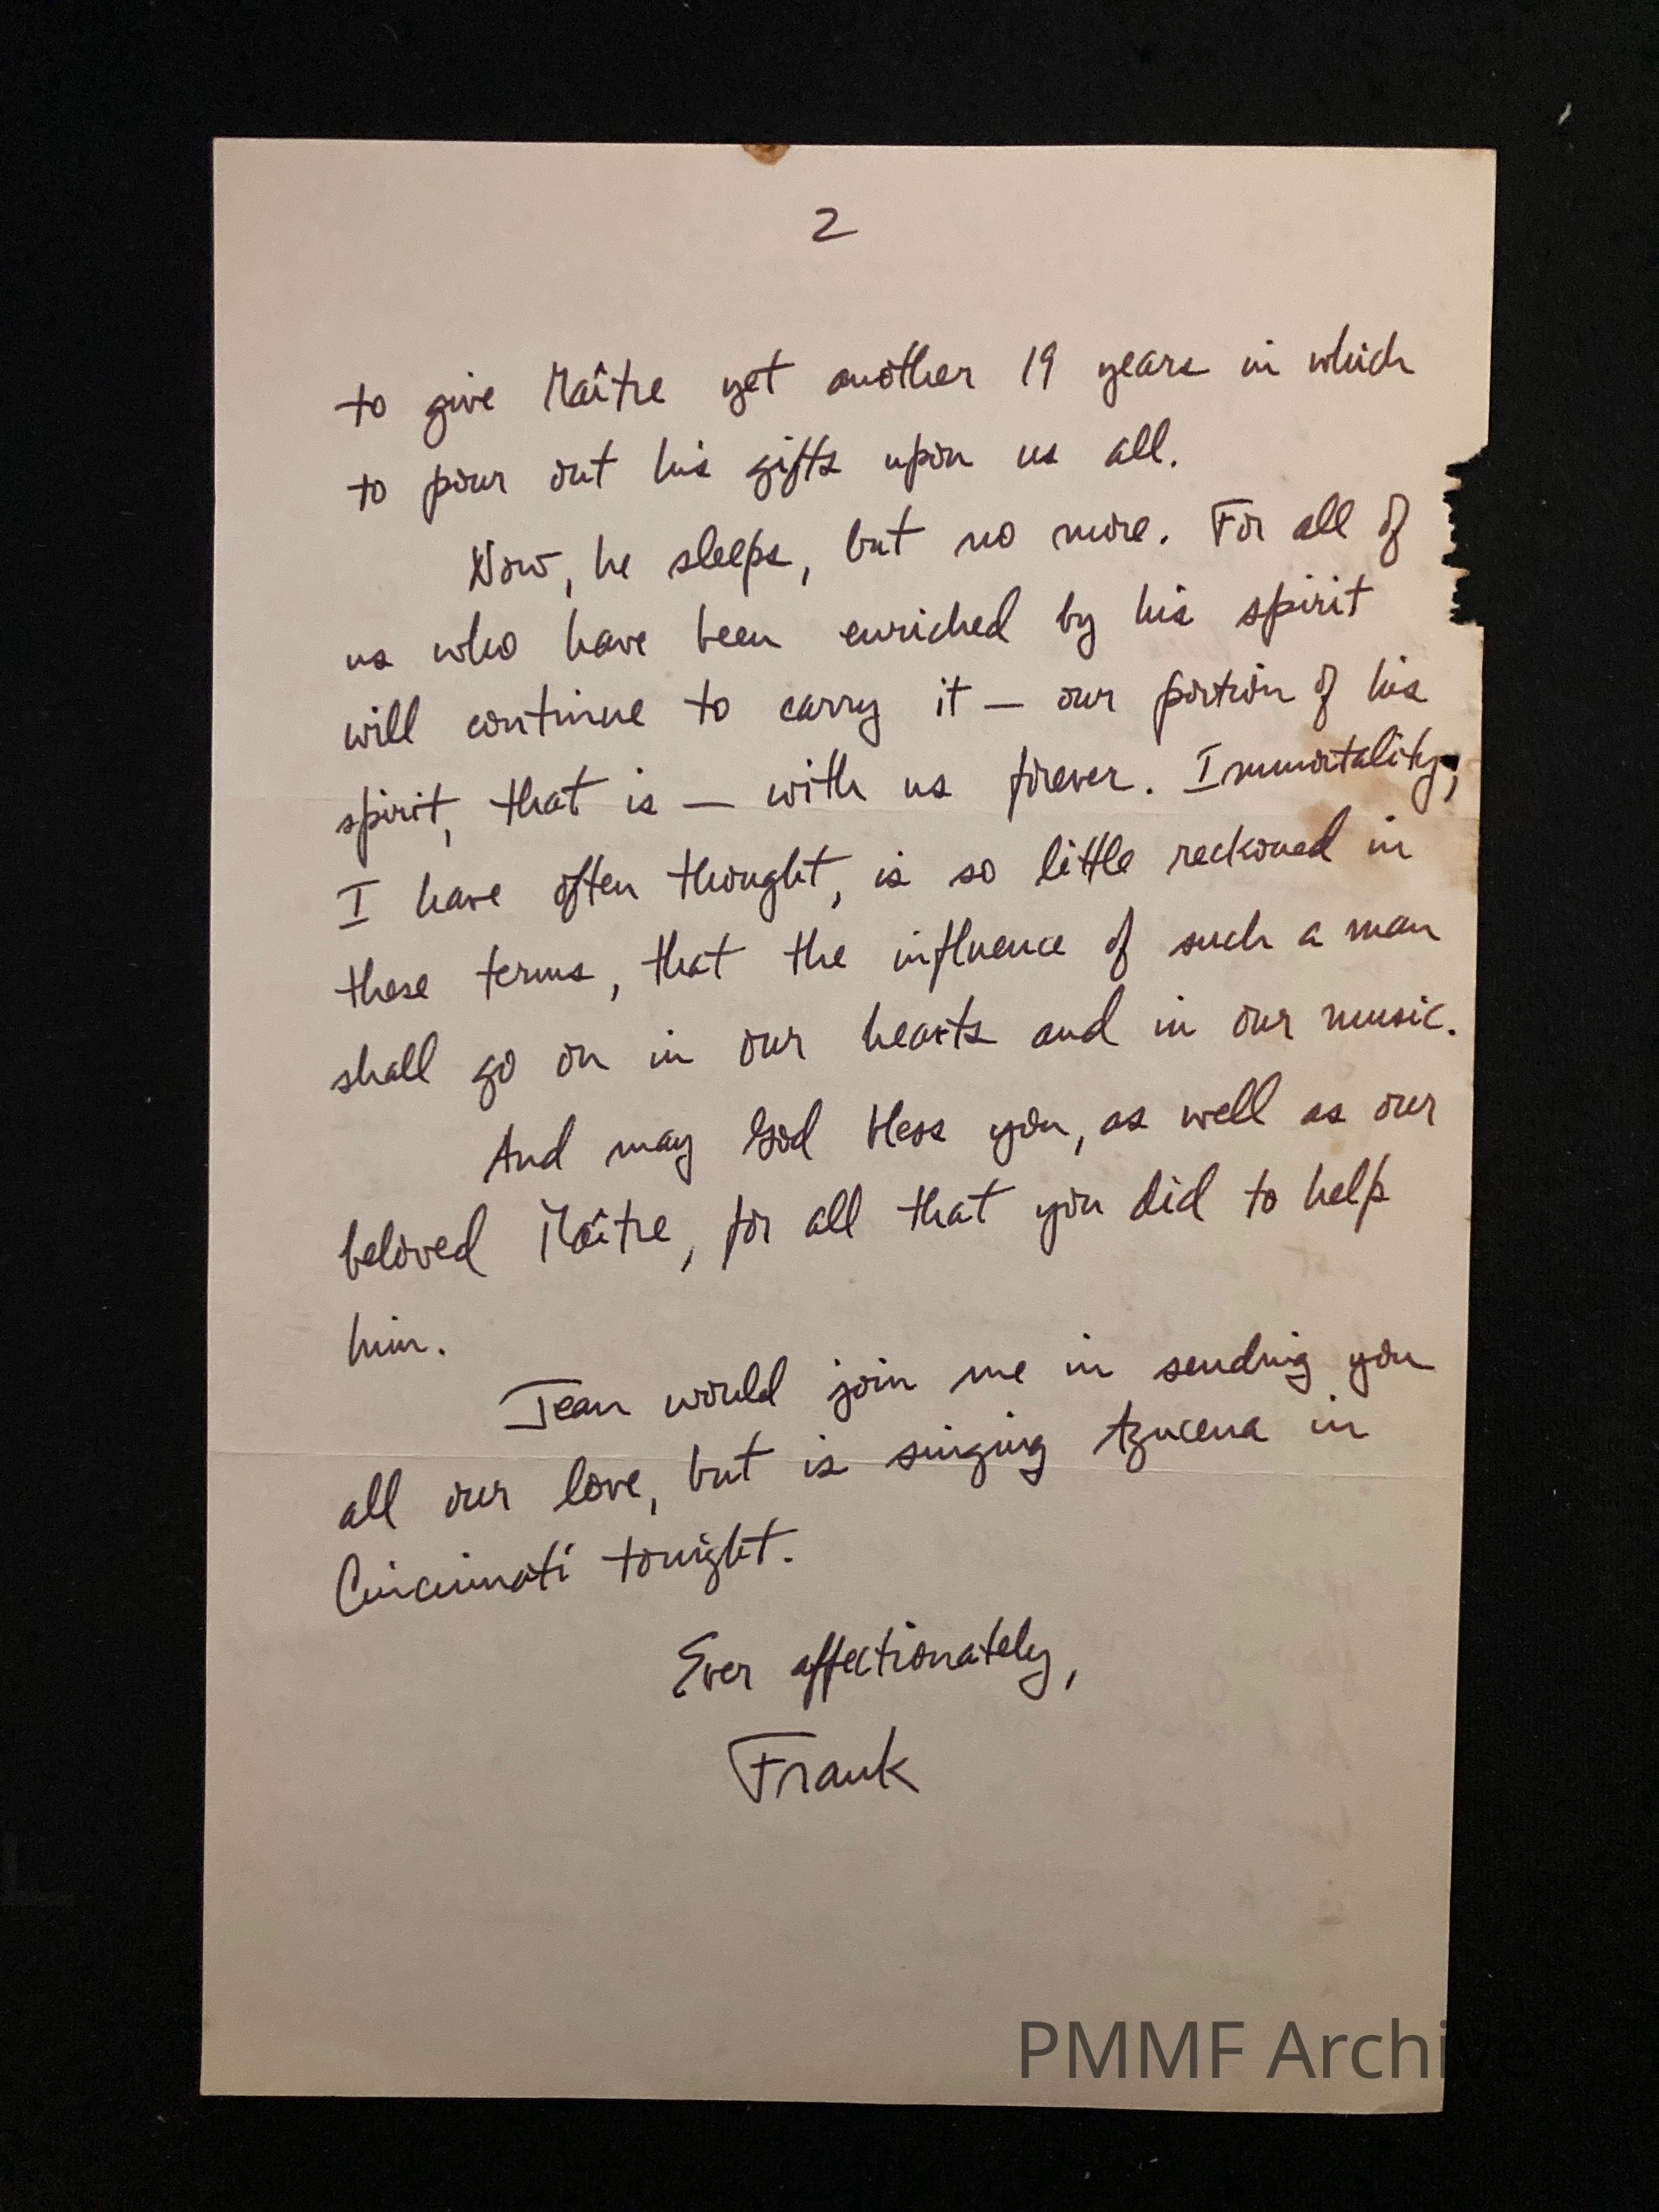 2
to give Maître yet another 19 years in which
to pour out his gifts upon us all.
Now, he sleeps, but no more. For all of
us who have been enriched by his spirit
will continue to carry it — our portion of his
spirit, that is — with us forever. Immortality,
I have often thought, is so little reckoned in
these terms, that the influence of such a man
shall go on in our hearts and in our music.
And may God bless you, as well as our
beloved Maître, for all that you did to help
him.
Jean would join me in sending you
all our love, but is singing Azucena in
Cincinnati tonight.
Ever affectionately,
Frank
PMMF Archive